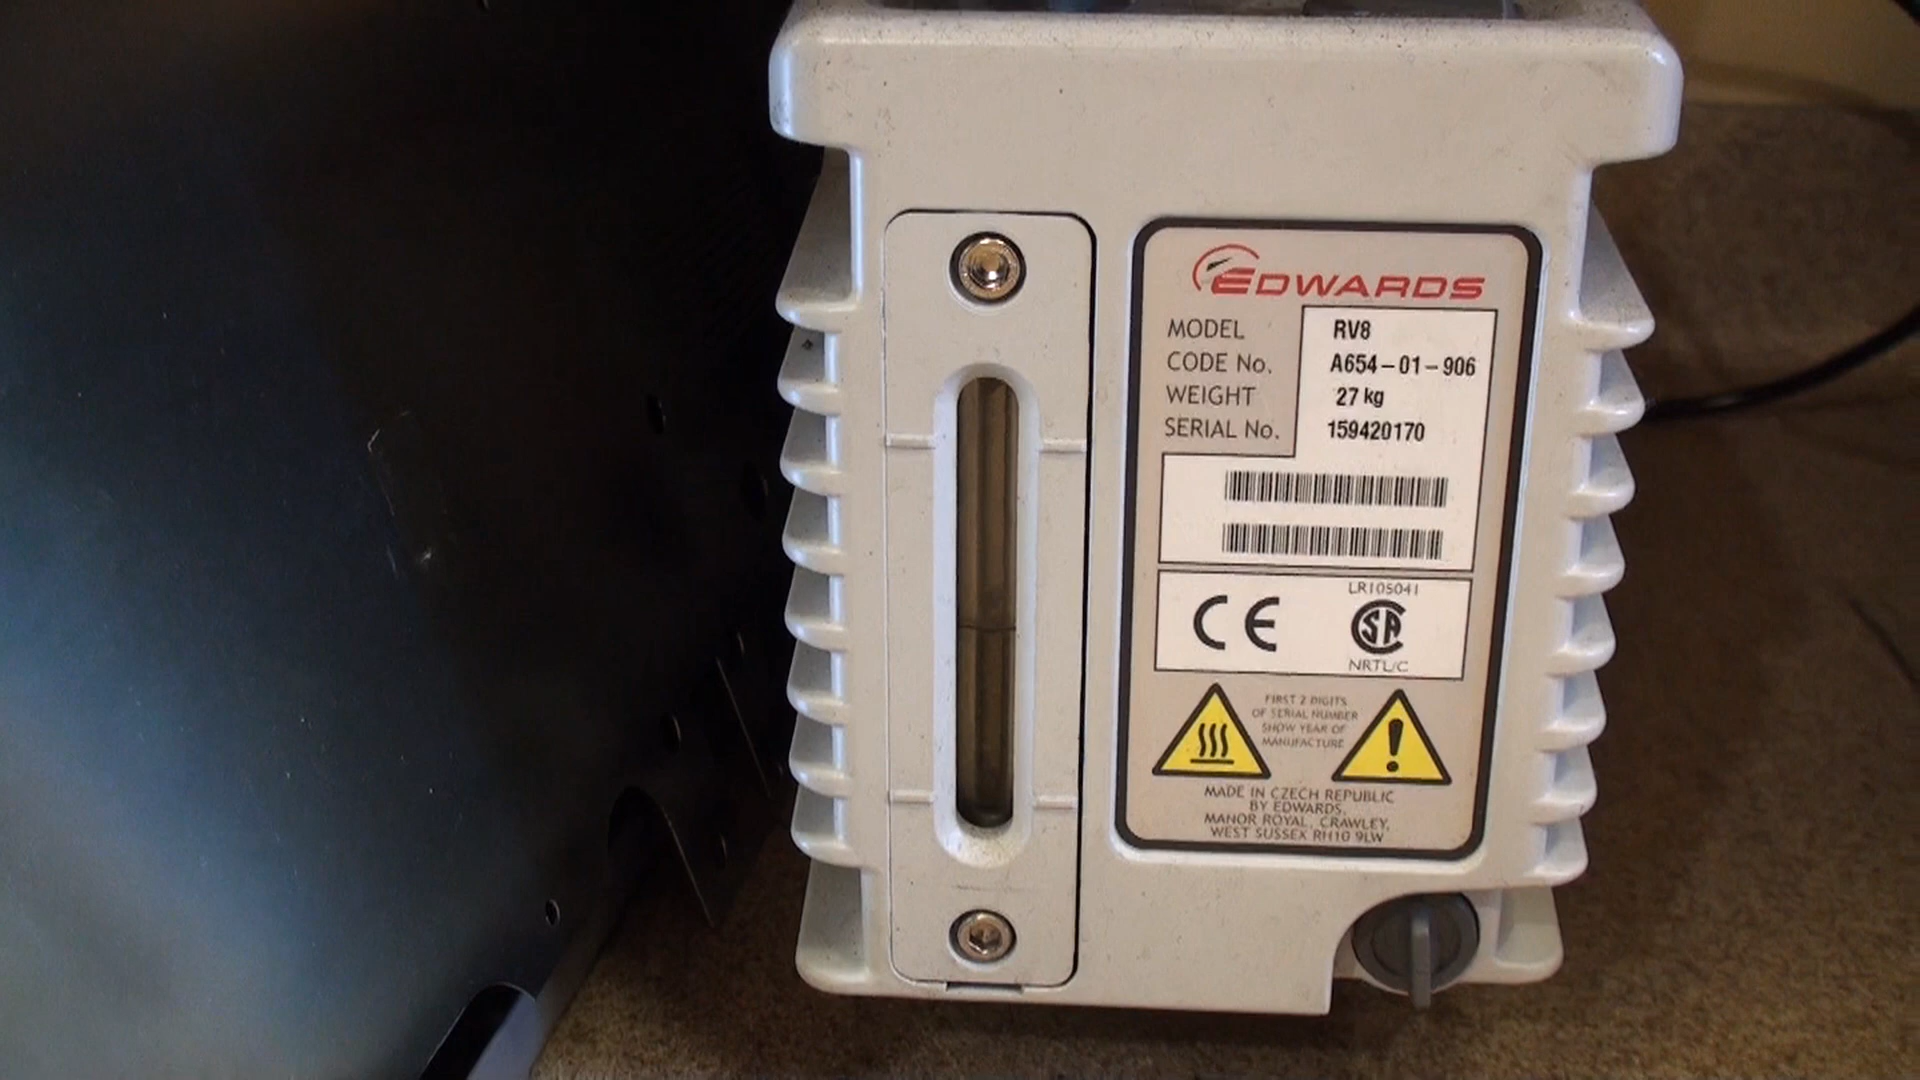 EDWARDS
MODEL RV8
CODE No. A654-01-906
WEIGHT 27 kg
SERIAL No. 159420170
CE
LR105041
SA
NRTL/C
FIRST 2 DIGITS
OF SERIAL NUMBER
SHOW YEAR OF
MANUFACTURE
MADE IN CZECH REPUBLIC
BY EDWARDS,
MANOR ROYAL, CRAWLEY,
WEST SUSSEX RH10 9LW